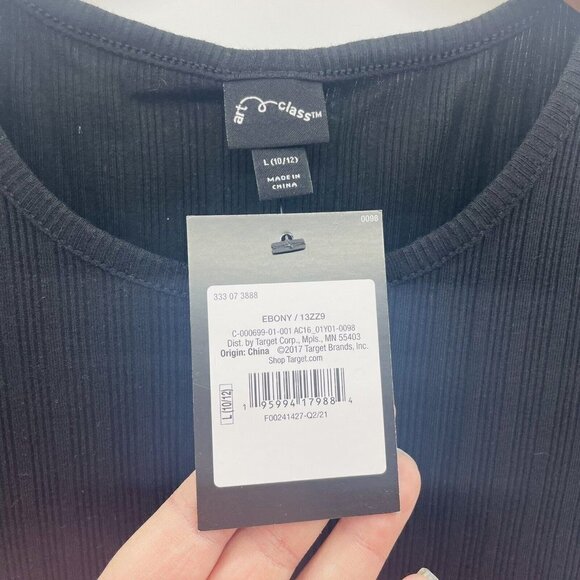 art class™
L (10/12)
MADE IN
CHINA
0098
333 07 3888
EBONY / 13ZZ9
C-000699-01-001 AC16_01Y01-0098
Dist. by Target Corp., Mpls., MN 55403
Origin: China ©2017 Target Brands, Inc.
Shop Target.com
L (10/12)
1 95994 17988 4
F00241427-Q2/21